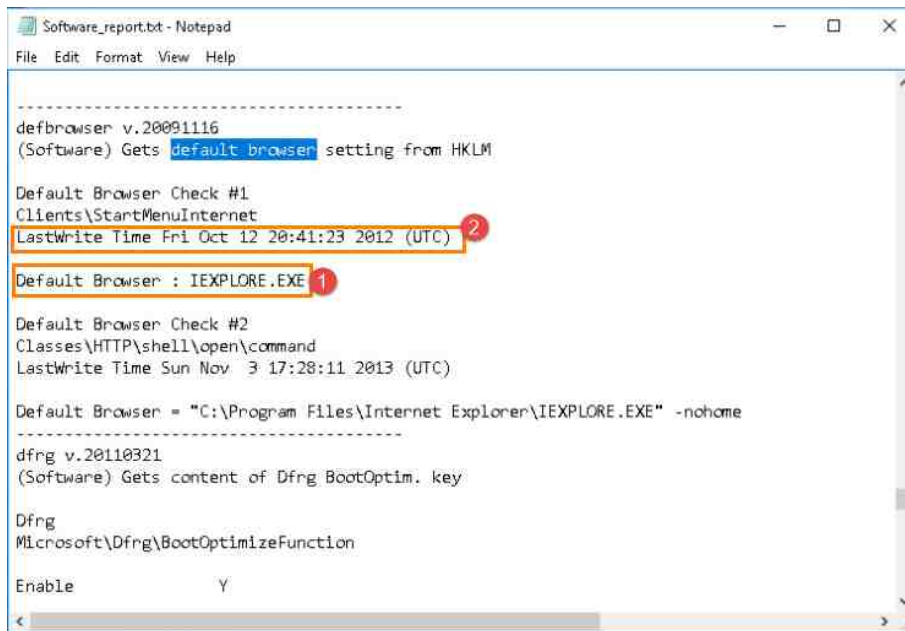 Software_report.txt - Notepad
File Edit Format View Help
----------------------------------------
defbrowser v.20091116
(Software) Gets default browser setting from HKLM
Default Browser Check #1
Clients\StartMenuInternet
LastWrite Time Fri Oct 12 20:41:23 2012 (UTC) 2
Default Browser : IEXPLORE.EXE 1
Default Browser Check #2
Classes\HTTP\shell\open\command
LastWrite Time Sun Nov  3 17:28:11 2013 (UTC)
Default Browser = "C:\Program Files\Internet Explorer\IEXPLORE.EXE" -nohome
----------------------------------------
dfrg v.20110321
(Software) Gets content of Dfrg BootOptim. key
Dfrg
Microsoft\Dfrg\BootOptimizeFunction
Enable Y